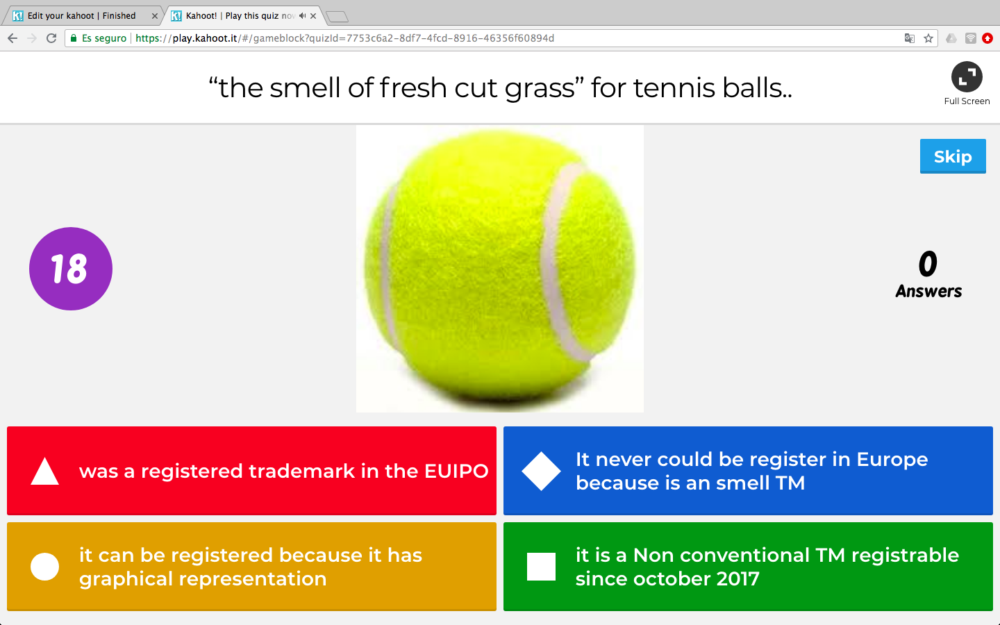 Edit your kahoot | Finished
Kahoot! | Play this quiz now
Es seguro
https://play.kahoot.it/#/gameblock?quizId=7753c6a2-8df7-4fcd-8916-46356f60894d
“the smell of fresh cut grass” for tennis balls..
Full Screen
Skip
18
0
Answers
was a registered trademark in the EUIPO
It never could be register in Europe
because is an smell TM
it can be registered because it has
graphical representation
it is a Non conventional TM registrable
since october 2017